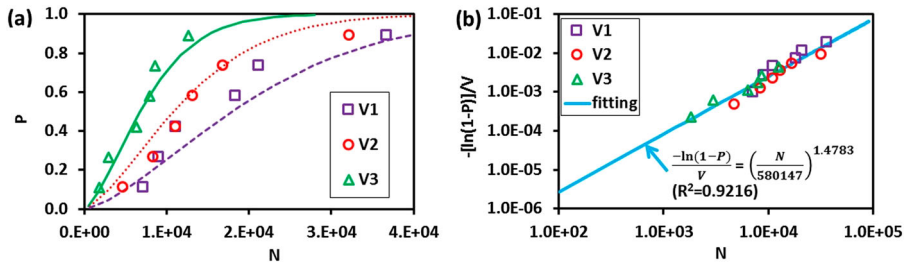 (a)
P
1.0
0.8
0.6
0.4
0.2
0.0
0.E+00 1.E+04 2.E+04 3.E+04 4.E+04
N
V1
V2
V3
(b)
-[ln(1-P)]/V
1.0E-01
1.0E-02
1.0E-03
1.0E-04
1.0E-05
1.0E-06
1.0E+02 1.0E+03 1.0E+04 1.0E+05
N
V1
V2
V3
fitting
−ln(1−P)/V = (N/580147)^1.4783
(R²=0.9216)